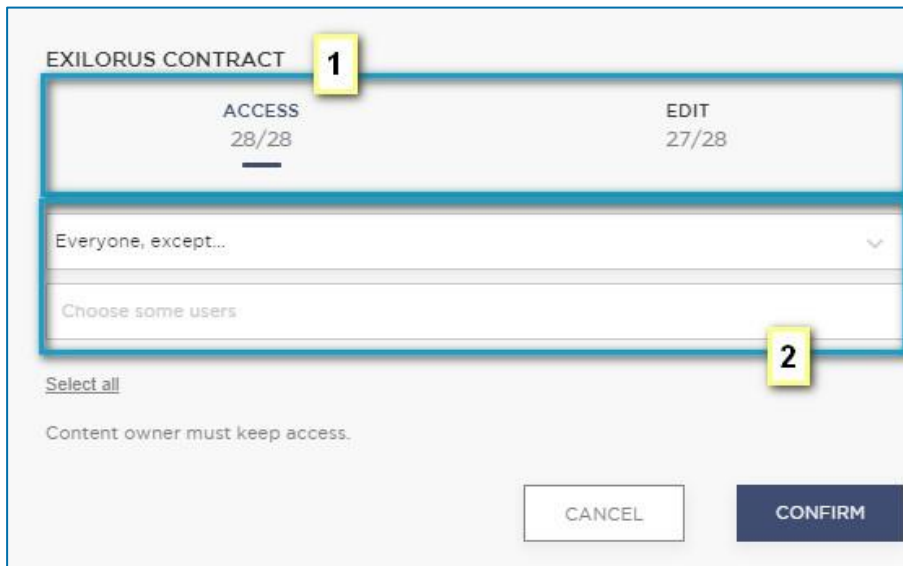 EXILORUS CONTRACT
1
ACCESS
28/28
EDIT
27/28
Everyone, except...
Choose some users
2
Select all
Content owner must keep access.
CANCEL
CONFIRM